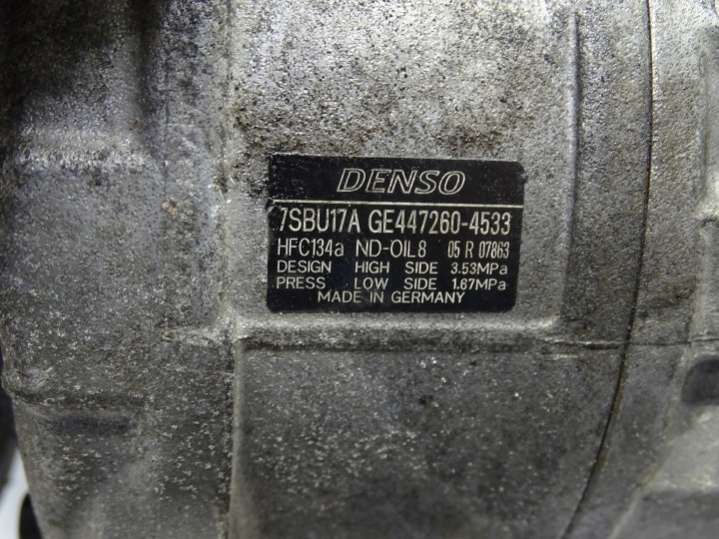 DENSO
7SBU17A GE447260-4533
HFC134a ND-OIL8 05 R 07863
DESIGN HIGH SIDE 3.53MPa
PRESS LOW SIDE 1.67MPa
MADE IN GERMANY